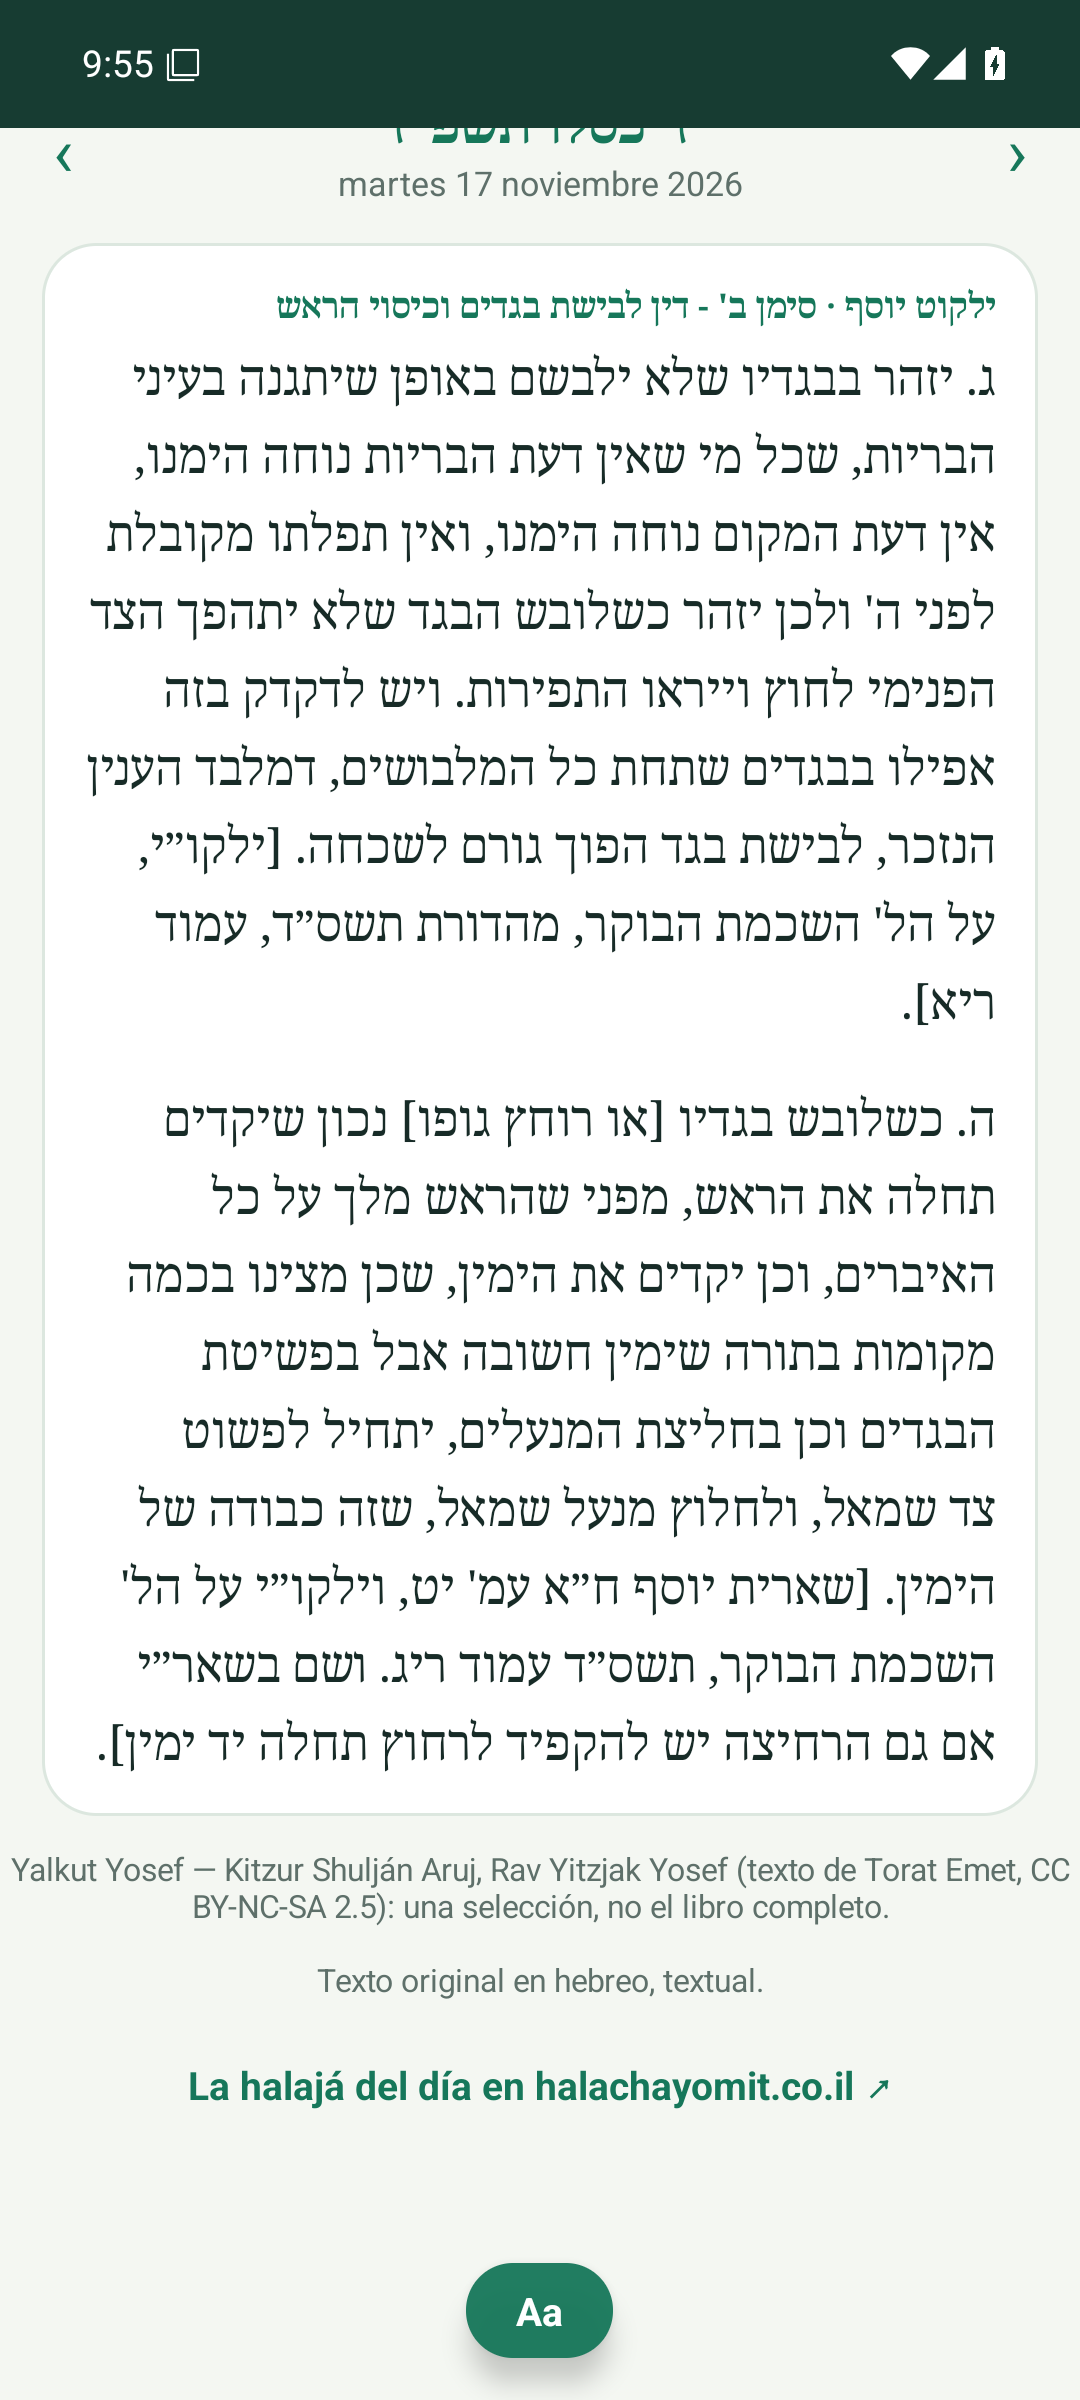 9:55
martes 17 noviembre 2026
ילקוט יוסף · סימן ב' - דין לבישת בגדים וכיסוי הראש
ג. יזהר בבגדיו שלא ילבשם באופן שיתגנה בעיני
הבריות, שכל מי שאין דעת הבריות נוחה הימנו,
אין דעת המקום נוחה הימנו, ואין תפלתו מקובלת
לפני ה' ולכן יזהר כשלובש הבגד שלא יתהפך הצד
הפנימי לחוץ וייראו התפירות. ויש לדקדק בזה
אפילו בבגדים שתחת כל המלבושים, דמלבד הענין
הנזכר, לבישת בגד הפוך גורם לשכחה. [ילקו״י,
על הל' השכמת הבוקר, מהדורת תשס״ד, עמוד
ריא].
ה. כשלובש בגדיו [או רוחץ גופו] נכון שיקדים
תחלה את הראש, מפני שהראש מלך על כל
האיברים, וכן יקדים את הימין, שכן מצינו בכמה
מקומות בתורה שימין חשובה אבל בפשיטת
הבגדים וכן בחליצת המנעלים, יתחיל לפשוט
צד שמאל, ולחלוץ מנעל שמאל, שזה כבודה של
הימין. [שארית יוסף ח״א עמ' יט, וילקו״י על הל'
השכמת הבוקר, תשס״ד עמוד ריג. ושם בשאר״י
אם גם הרחיצה יש להקפיד לרחוץ תחלה יד ימין].
Yalkut Yosef — Kitzur Shulján Aruj, Rav Yitzjak Yosef (texto de Torat Emet, CC
BY-NC-SA 2.5): una selección, no el libro completo.
Texto original en hebreo, textual.
La halajá del día en halachayomit.co.il ↗
Aa